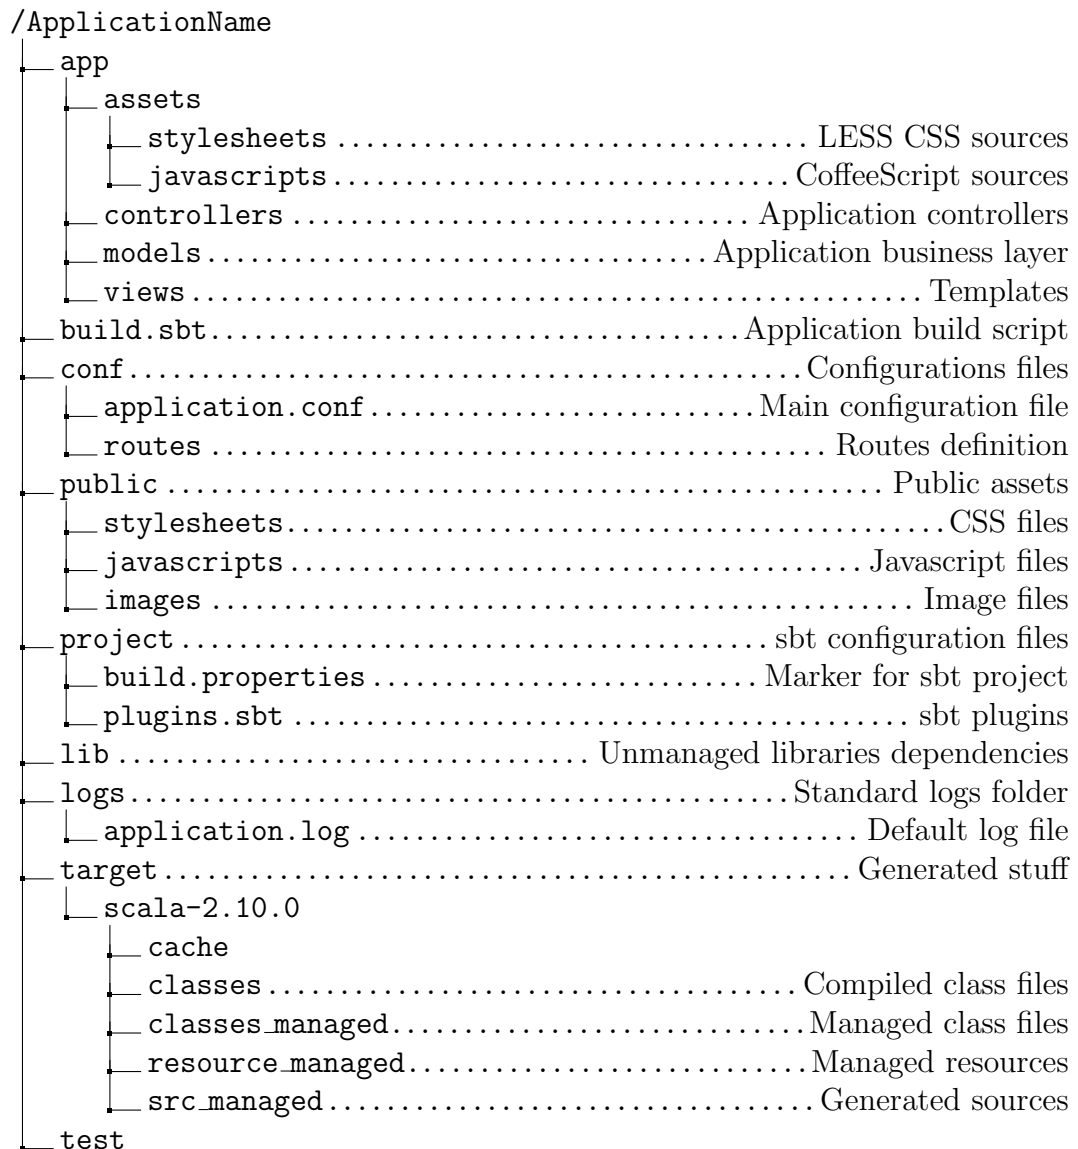 /ApplicationName
app
assets
stylesheets ................................. LESS CSS sources
javascripts ................................ CoffeeScript sources
controllers ................................ Application controllers
models ................................... Application business layer
views ................................................... Templates
build.sbt ..................................... Application build script
conf ............................................... Configurations files
application.conf ........................... Main configuration file
routes ........................................... Routes definition
public .................................................. Public assets
stylesheets .............................................. CSS files
javascripts ........................................ Javascript files
images ................................................. Image files
project ......................................... sbt configuration files
build.properties ........................... Marker for sbt project
plugins.sbt ........................................... sbt plugins
lib ................................. Unmanaged libraries dependencies
logs .............................................. Standard logs folder
application.log ................................... Default log file
target ................................................ Generated stuff
scala-2.10.0
cache
classes ..................................... Compiled class files
classes_managed ............................. Managed class files
resource_managed ............................ Managed resources
src_managed .................................. Generated sources
test